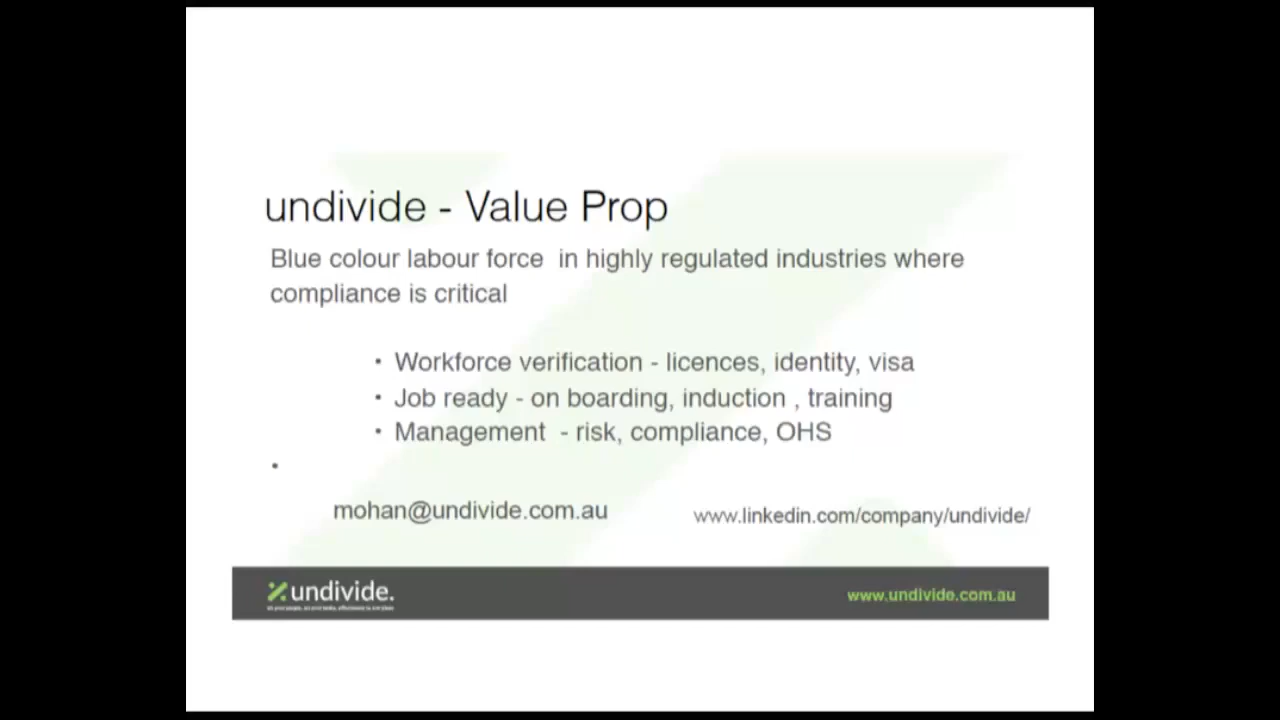 undivide - Value Prop
Blue colour labour force in highly regulated industries where
compliance is critical
• Workforce verification - licences, identity, visa
• Job ready - on boarding, induction , training
• Management - risk, compliance, OHS
•
mohan@undivide.com.au
www.linkedin.com/company/undivide/
undivide.
www.undivide.com.au